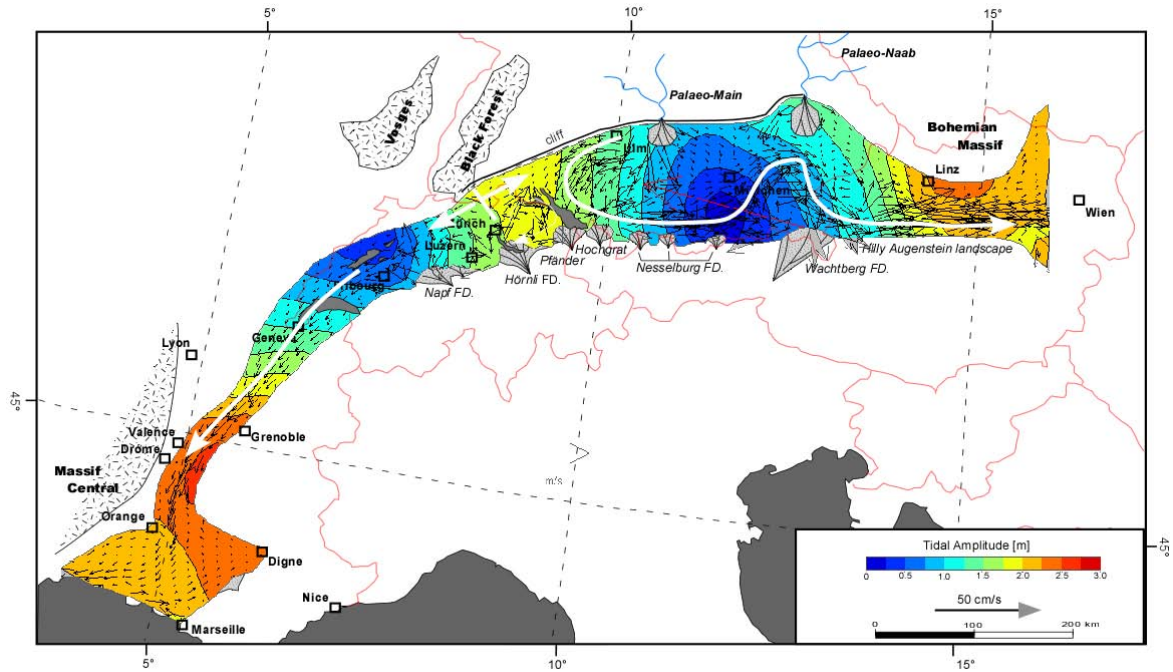 5°
10°
15°
Palaeo-Naab
Palaeo-Main
Vosges
Black Forest
cliff
Ulm
Bohemian
Massif
Linz
München
Wien
Luzern
Hilly Augenstein landscape
Hochgrat
Pfänder
Nesselburg FD.
Wachtberg FD.
Hörnli FD.
Napf FD.
Geneva
Lyon
45°
Valence
Grenoble
Drôme
Massif
Central
m/s
Orange
45°
Digne
Tidal Amplitude [m]
0 0.5 1.0 1.5 2.0 2.5 3.0
50 cm/s
Nice
0 100 200 km
Marseille
5°
10°
15°